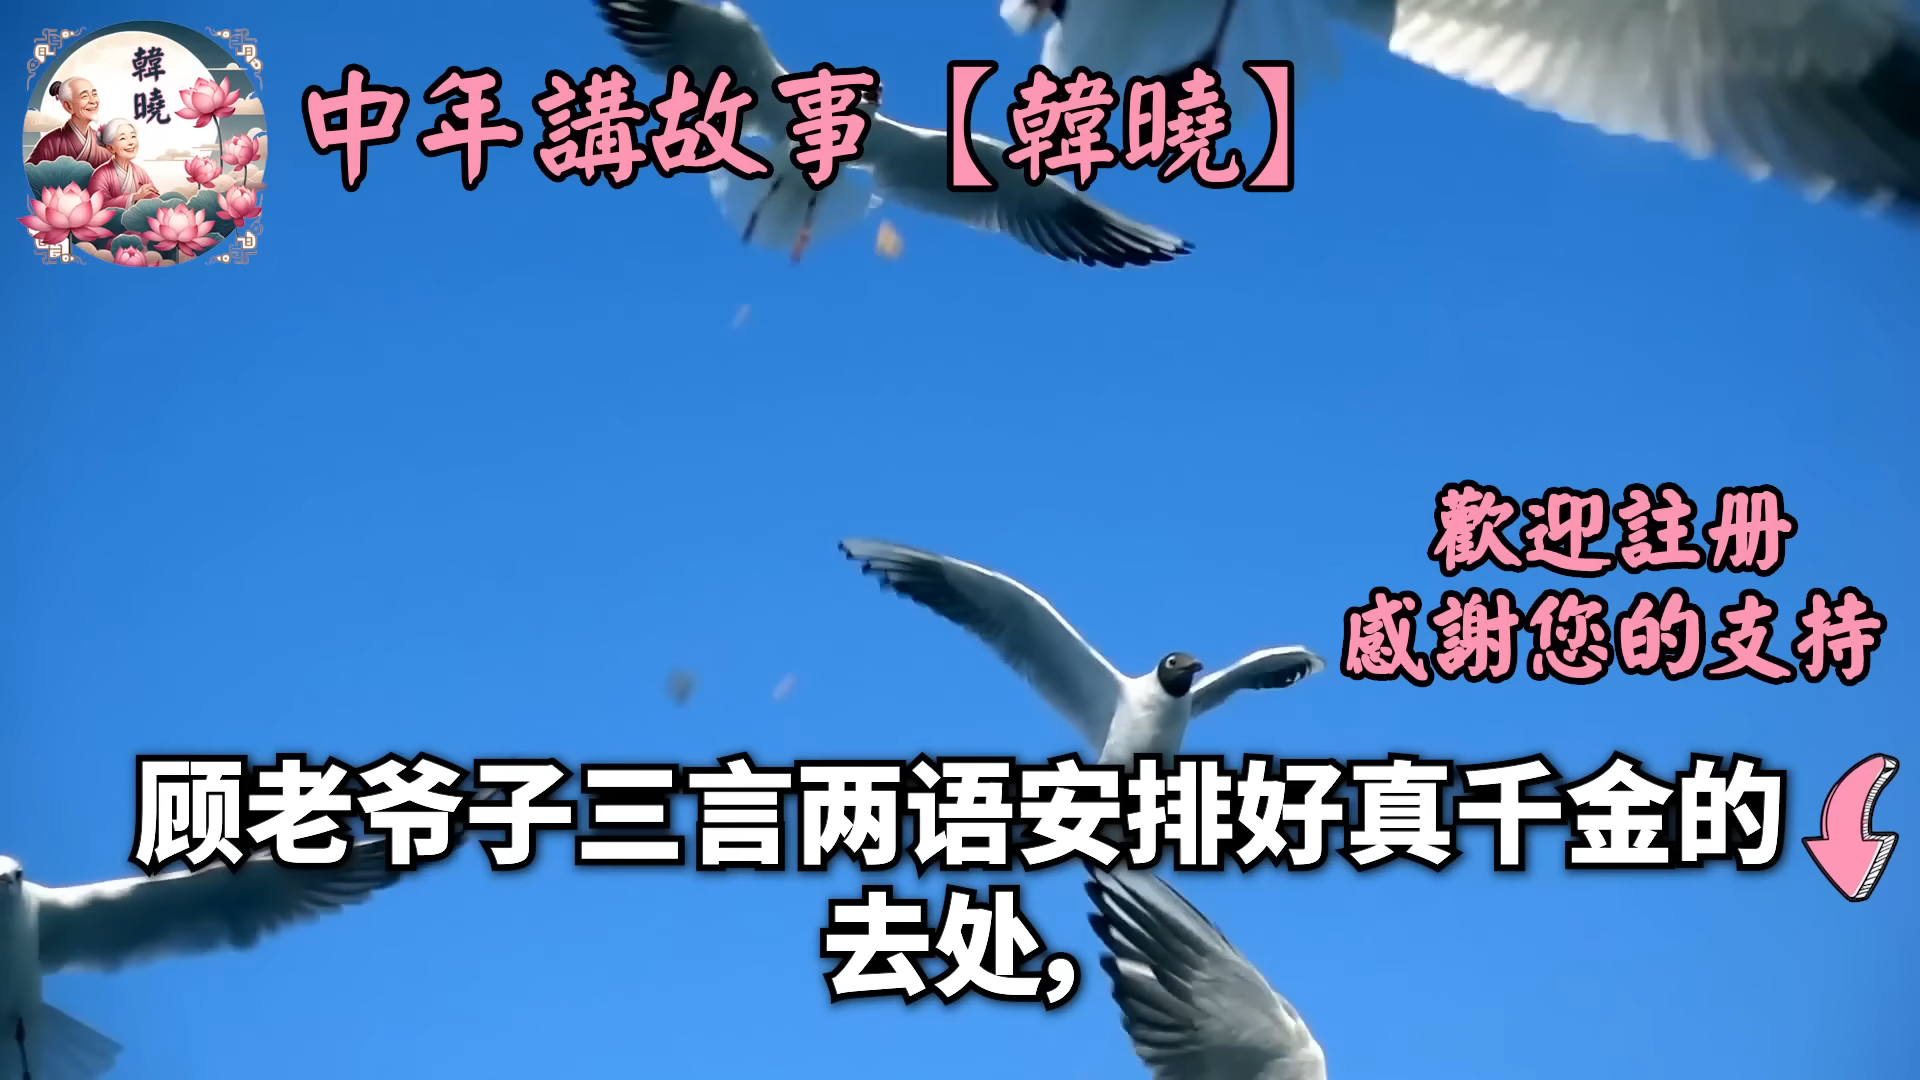 韓曉
中年講故事【韓曉】
歡迎註册
感謝您的支持
顾老爷子三言两语安排好真千金的
去处,